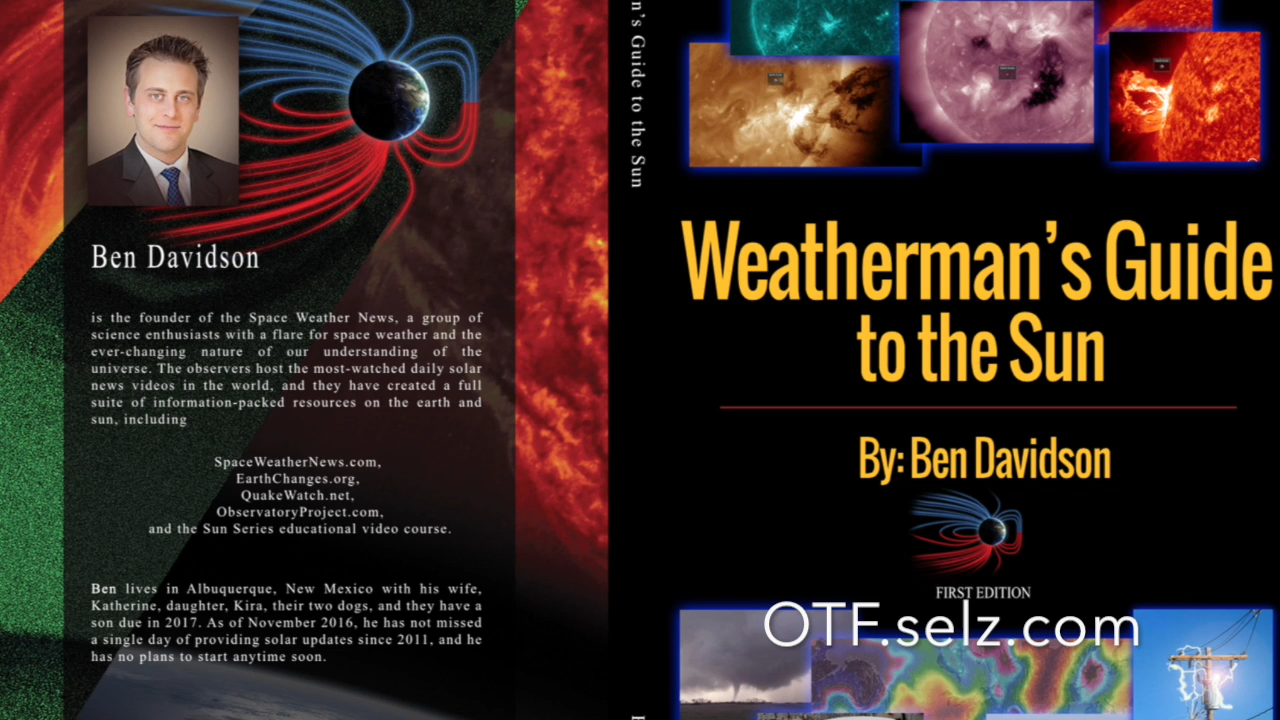 Ben Davidson
is the founder of the Space Weather News, a group of
science enthusiasts with a flare for space weather and the
ever-changing nature of our understanding of the
universe. The observers host the most-watched daily solar
news videos in the world, and they have created a full
suite of information-packed resources on the earth and
sun, including
SpaceWeatherNews.com,
EarthChanges.org,
QuakeWatch.net,
ObservatoryProject.com,
and the Sun Series educational video course.
Ben lives in Albuquerque, New Mexico with his wife,
Katherine, daughter, Kira, their two dogs, and they have a
son due in 2017. As of November 2016, he has not missed
a single day of providing solar updates since 2011, and he
has no plans to start anytime soon.
n's Guide to the Sun
Weatherman's Guide
to the Sun
By: Ben Davidson
FIRST EDITION
OTF.selz.com